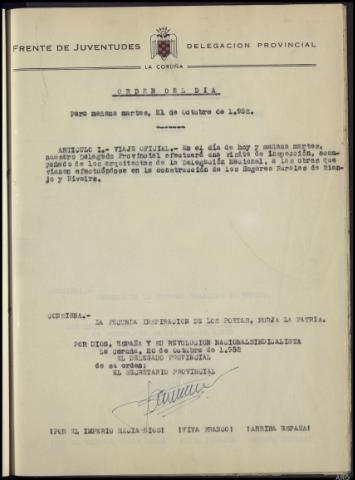 FRENTE DE JUVENTUDES DELEGACION PROVINCIAL
LA CORUÑA
ORDEN DEL DIA
para mañana martes, 21 de Octubre de 1.952.
ARTICULO I.- VIAJE OFICIAL.- En el día de hoy y mañana martes,
nuestro Delegado Provincial efectuará una visita de inspección, acom-
pañado de los arquitectos de la Delegación Nacional, a las obras que
vienen efectuándose en la construcción de los Hogares Rurales de Rian-
jo y Riveira.
CONSIGNA.-
LA FECUNDA INSPIRACION DE LOS POETAS, FORJA LA PATRIA.
POR DIOS, ESPAÑA Y SU REVOLUCION NACIONALSINDICALISTA
La Coruña, 20 de Octubre de 1.952
EL DELEGADO PROVINCIAL
de su orden:
EL SECRETARIO PROVINCIAL
¡POR EL IMPERIO HACIA DIOS! ¡VIVA FRANCO! ¡ARRIBA ESPAÑA!